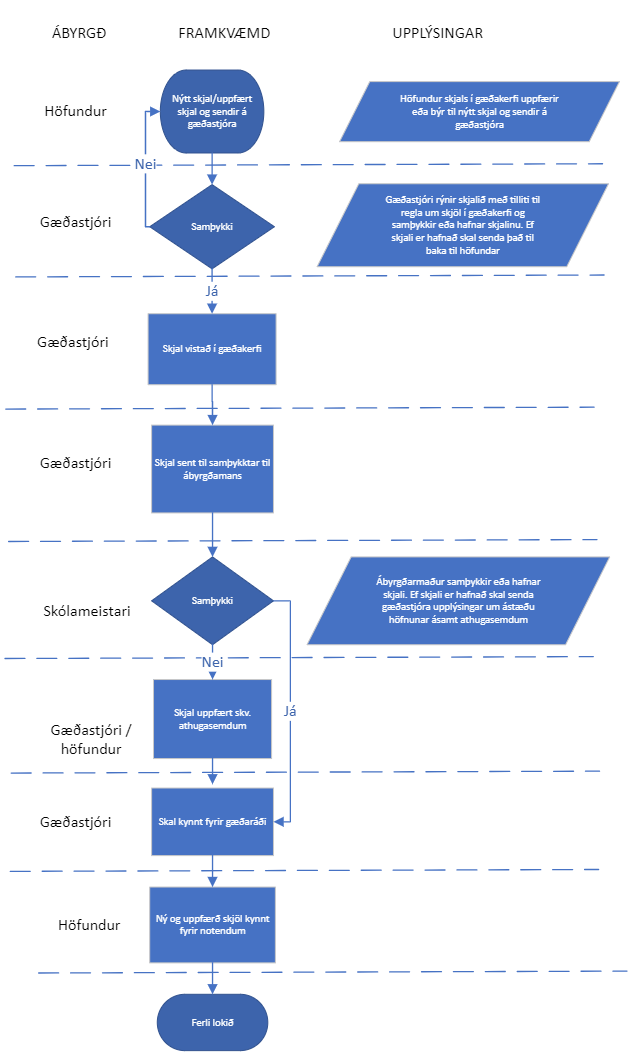 ÁBYRGÐ
FRAMKVÆMD
UPPLÝSINGAR
Höfundur
Nýtt skjal/uppfært
skjal og sendir á
gæðastjóra
Höfundur skjals í gæðakerfi uppfærir
eða býr til nýtt skjal og sendir á
gæðastjóra
Nei
Gæðastjóri
Samþykki
Gæðastjóri rýnir skjalið með tilliti til
regla um skjöl í gæðakerfi og
samþykkir eða hafnar skjalinu. Ef
skjali er hafnað skal senda það til
baka til höfundar
Já
Gæðastjóri
Skjal vistað í gæðakerfi
Gæðastjóri
Skjal sent til samþykktar til
ábyrgðamans
Skólameistari
Samþykki
Ábyrgðarmaður samþykkir eða hafnar
skjali. Ef skjali er hafnað skal senda
gæðastjóra upplýsingar um ástæðu
höfnunar ásamt athugasemdum
Nei
Já
Gæðastjóri /
höfundur
Skjal uppfært skv.
athugasemdum
Gæðastjóri
Skal kynnt fyrir gæðaráði
Höfundur
Ný og uppfærð skjöl kynnt
fyrir notendum
Ferli lokið